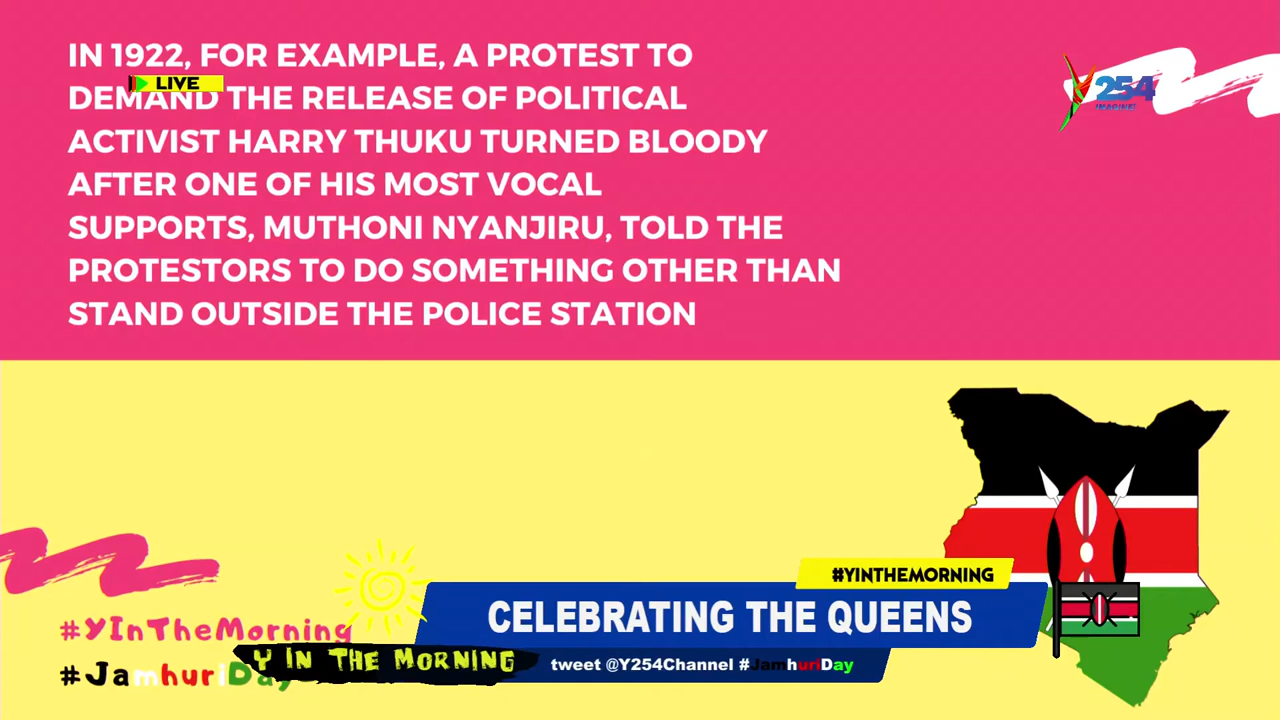 IN 1922, FOR EXAMPLE, A PROTEST TO
LIVE
DEMAND THE RELEASE OF POLITICAL
ACTIVIST HARRY THUKU TURNED BLOODY
AFTER ONE OF HIS MOST VOCAL
SUPPORTS, MUTHONI NYANJIRU, TOLD THE
PROTESTORS TO DO SOMETHING OTHER THAN
STAND OUTSIDE THE POLICE STATION
Y254
IMAGINE!
#YINTHEMORNING
CELEBRATING THE QUEENS
#YInTheMorning
Y IN THE MORNING
tweet @Y254Channel #JamhuriDay
#JamhuriDay